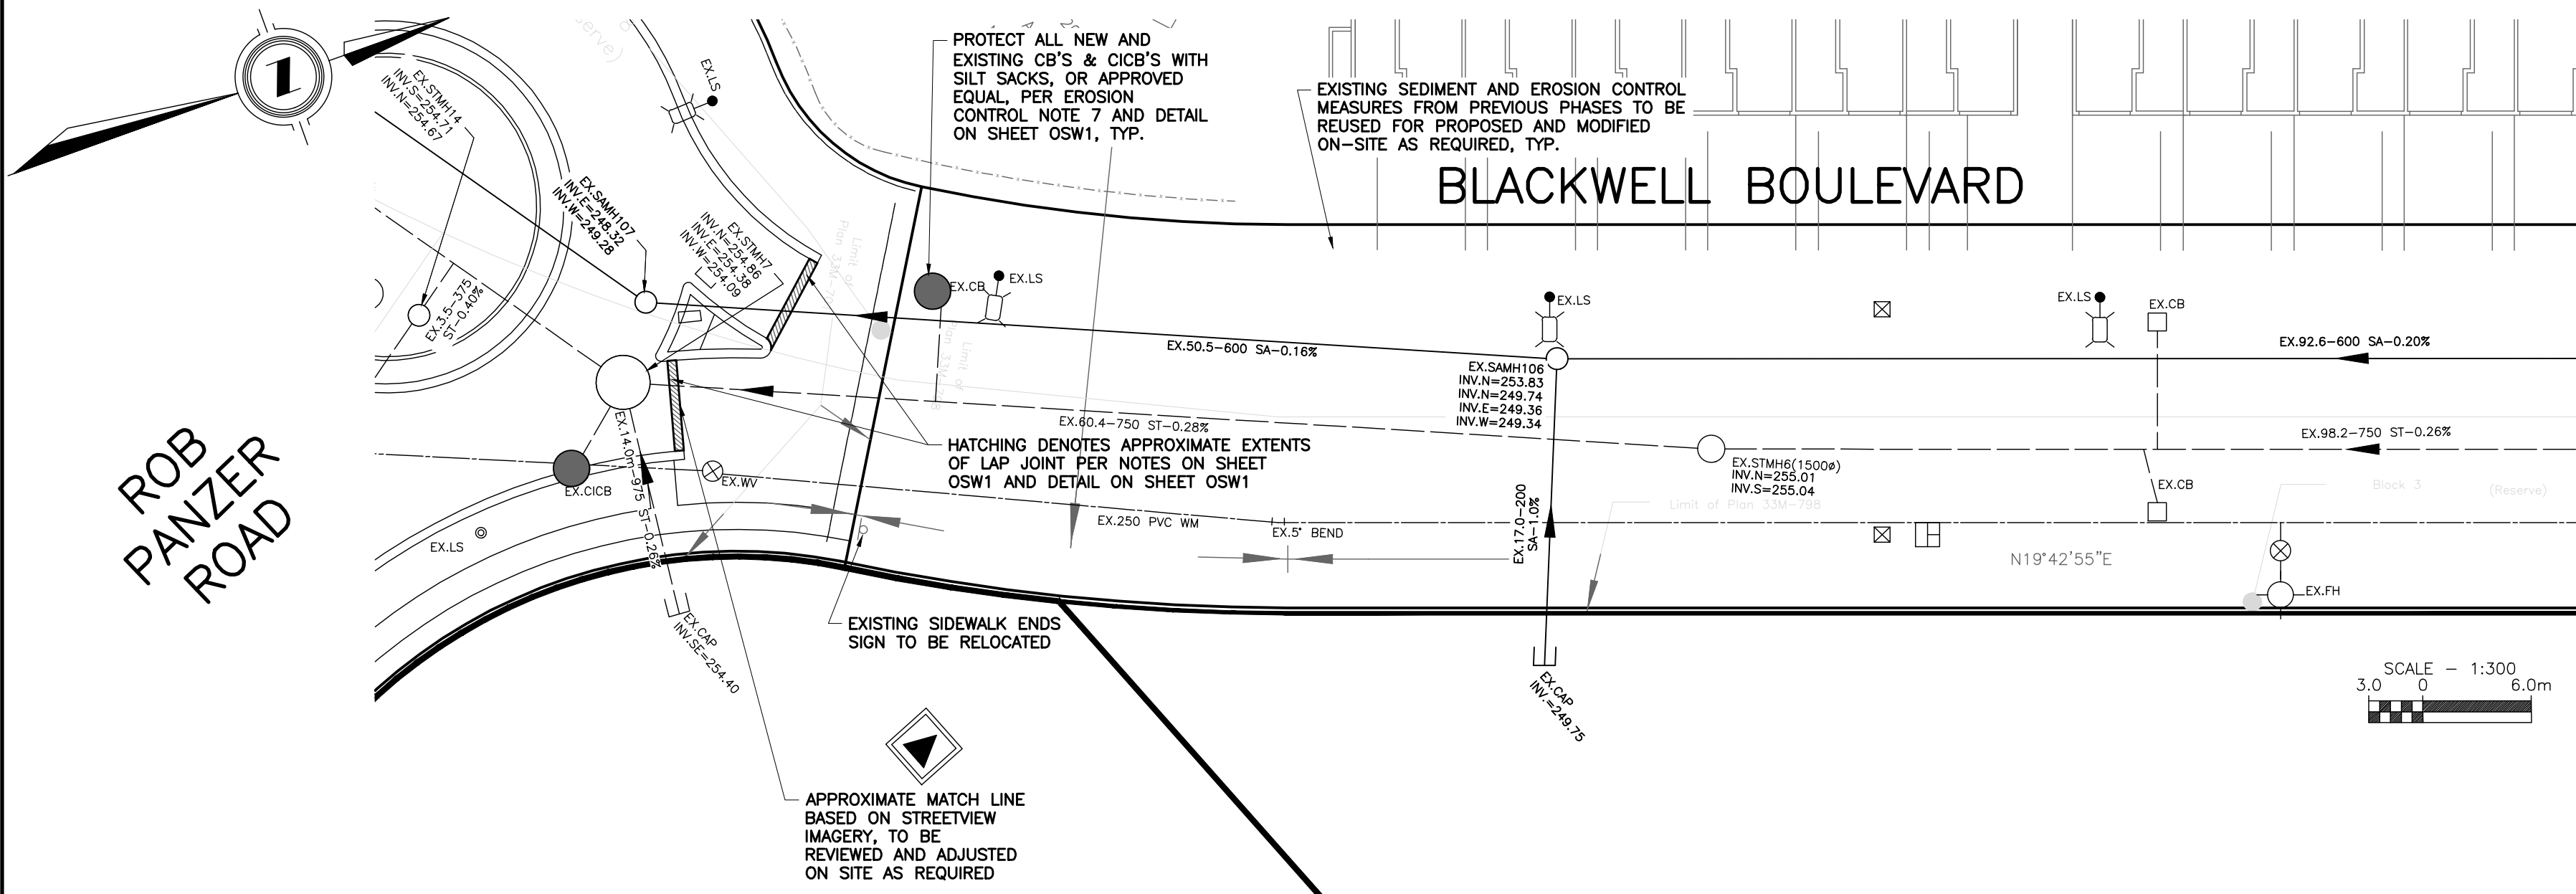 PROTECT ALL NEW AND
EXISTING CB'S & CICB'S WITH
SILT SACKS, OR APPROVED
EQUAL, PER EROSION
CONTROL NOTE 7 AND DETAIL
ON SHEET OSW1, TYP.
EXISTING SEDIMENT AND EROSION CONTROL
MEASURES FROM PREVIOUS PHASES TO BE
REUSED FOR PROPOSED AND MODIFIED
ON-SITE AS REQUIRED, TYP.
BLACKWELL BOULEVARD
EX.STMH14
INV.S=254.71
INV.N=254.67
EX.LS
EX.SAMH107
INV.E=248.32
INV.W=249.28
EX.STMH7
INV.N=254.86
INV.E=254.38
INV.W=254.09
EX.3.5-375
ST-0.40%
Limit of
EX.CB
EX.LS
Limit of
EX.LS
EX.LS
EX.CB
EX.50.5-600 SA-0.16%
EX.92.6-600 SA-0.20%
EX.SAMH106
INV.N=253.83
INV.N=249.74
INV.E=249.36
INV.W=249.34
EX.60.4-750 ST-0.28%
EX.98.2-750 ST-0.26%
HATCHING DENOTES APPROXIMATE EXTENTS
OF LAP JOINT PER NOTES ON SHEET
OSW1 AND DETAIL ON SHEET OSW1
EX.STMH6(1500ø)
INV.N=255.01
INV.S=255.04
EX.CB
Block 3
(Reserve)
Limit of Plan 33M-798
ROB
PANZER
ROAD
EX.CICB
EX.WV
EX.14.0m-975 ST-0.26%
EX.LS
EX.250 PVC WM
EX.5° BEND
EX.17.0-200
SA-1.0%
N19°42'55"E
EX.FH
EXISTING SIDEWALK ENDS
SIGN TO BE RELOCATED
EX.CAP
INV.SE=254.40
EX.CAP
INV.=249.75
SCALE - 1:300
3.0 0 6.0m
APPROXIMATE MATCH LINE
BASED ON STREETVIEW
IMAGERY, TO BE
REVIEWED AND ADJUSTED
ON SITE AS REQUIRED